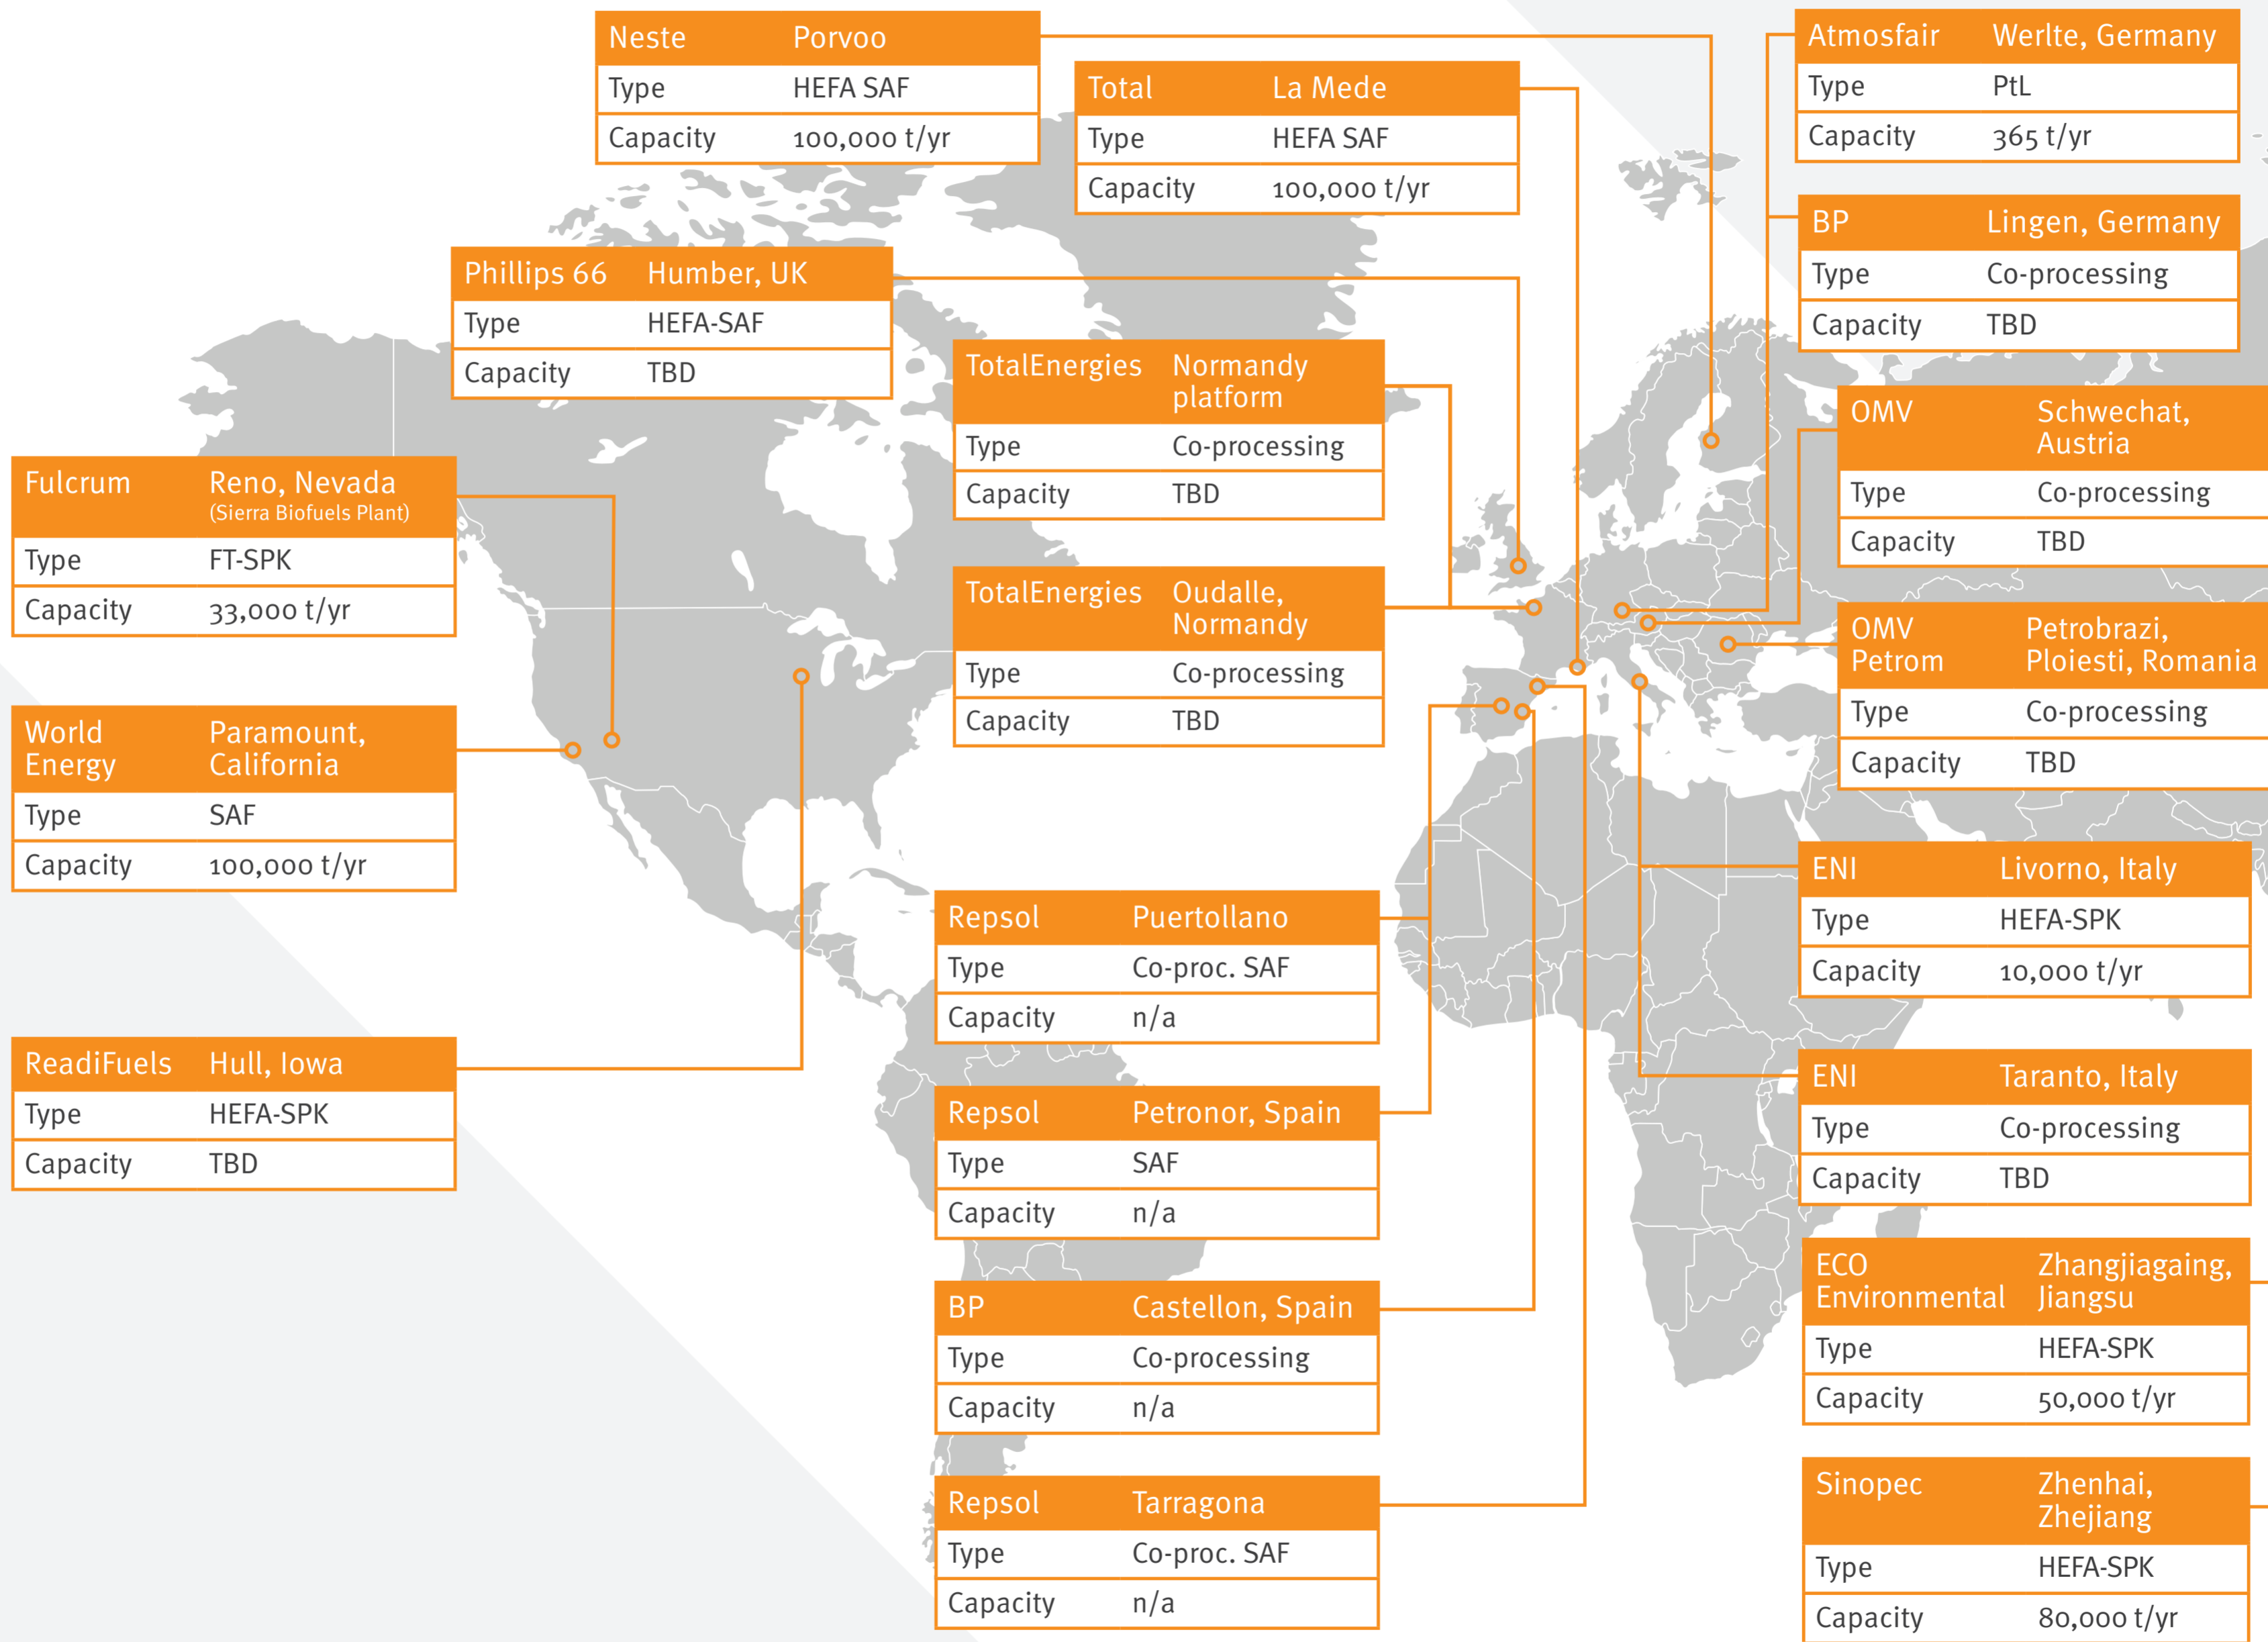 Neste Porvoo
Type HEFA SAF
Capacity 100,000 t/yr
Total La Mede
Type HEFA SAF
Capacity 100,000 t/yr
Atmosfair Werlte, Germany
Type PtL
Capacity 365 t/yr
BP Lingen, Germany
Type Co-processing
Capacity TBD
Phillips 66 Humber, UK
Type HEFA-SAF
Capacity TBD
TotalEnergies Normandy
platform
Type Co-processing
Capacity TBD
OMV Schwechat,
Austria
Type Co-processing
Capacity TBD
Fulcrum Reno, Nevada
(Sierra Biofuels Plant)
Type FT-SPK
Capacity 33,000 t/yr
TotalEnergies Oudalle,
Normandy
Type Co-processing
Capacity TBD
OMV Petrobrazi,
Petrom Ploiesti, Romania
Type Co-processing
Capacity TBD
World Paramount,
Energy California
Type SAF
Capacity 100,000 t/yr
ENI Livorno, Italy
Type HEFA-SPK
Capacity 10,000 t/yr
Repsol Puertollano
Type Co-proc. SAF
Capacity n/a
ReadiFuels Hull, Iowa
Type HEFA-SPK
Capacity TBD
ENI Taranto, Italy
Type Co-processing
Capacity TBD
Repsol Petronor, Spain
Type SAF
Capacity n/a
ECO Zhangjiagaing,
Environmental Jiangsu
Type HEFA-SPK
Capacity 50,000 t/yr
BP Castellon, Spain
Type Co-processing
Capacity n/a
Sinopec Zhenhai,
Zhejiang
Type HEFA-SPK
Capacity 80,000 t/yr
Repsol Tarragona
Type Co-proc. SAF
Capacity n/a